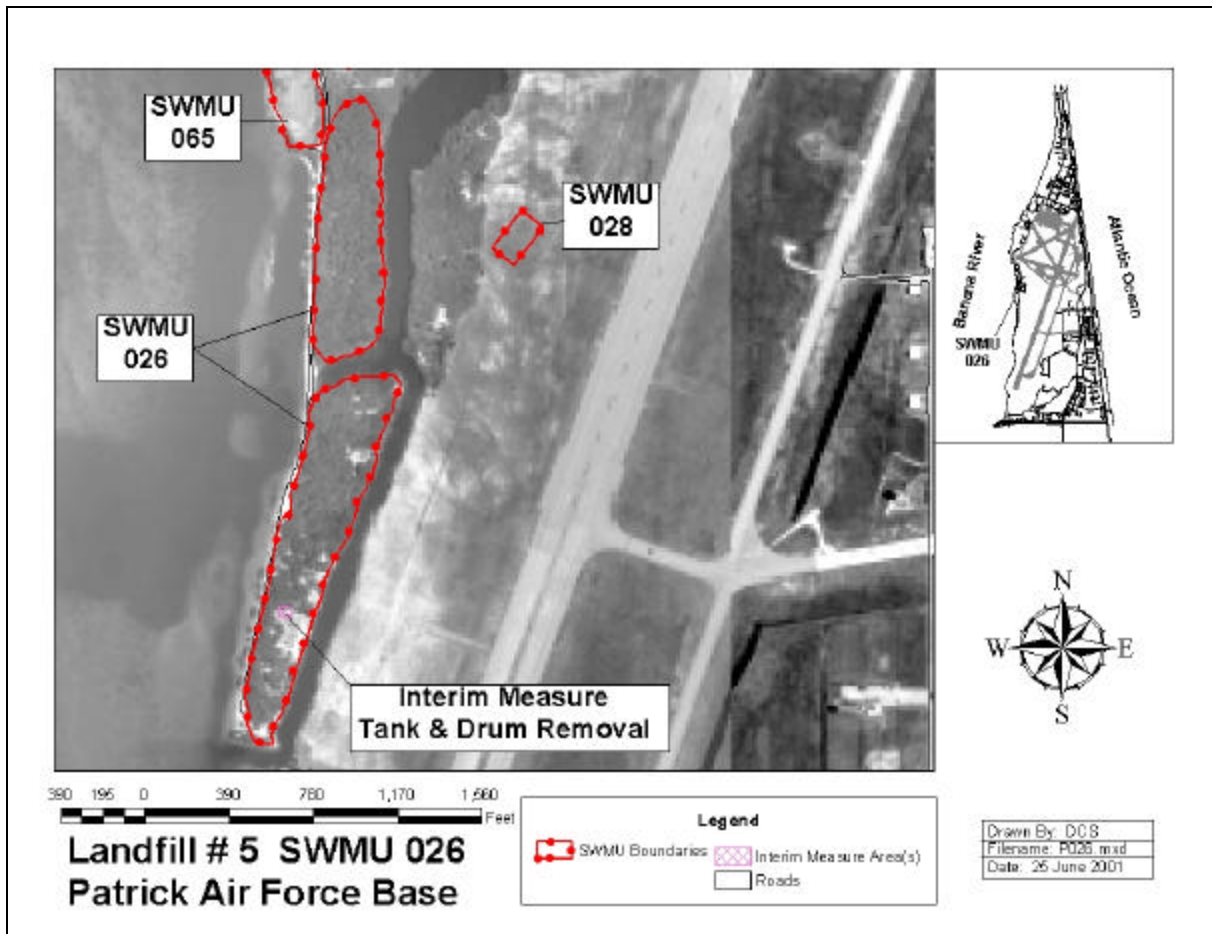 SWMU
065
SWMU
028
SWMU
026
Interim Measure
Tank & Drum Removal
Banana River
Atlantic Ocean
SWMU
026
N
W E
S
390 195 0 390 780 1,170 1,560
Feet
Landfill # 5 SWMU 026
Patrick Air Force Base
Legend
SWMU Boundaries
Interim Measure Area(s)
Roads
Drawn By: DCS
Filename: P026.mxd
Date: 25 June 2001